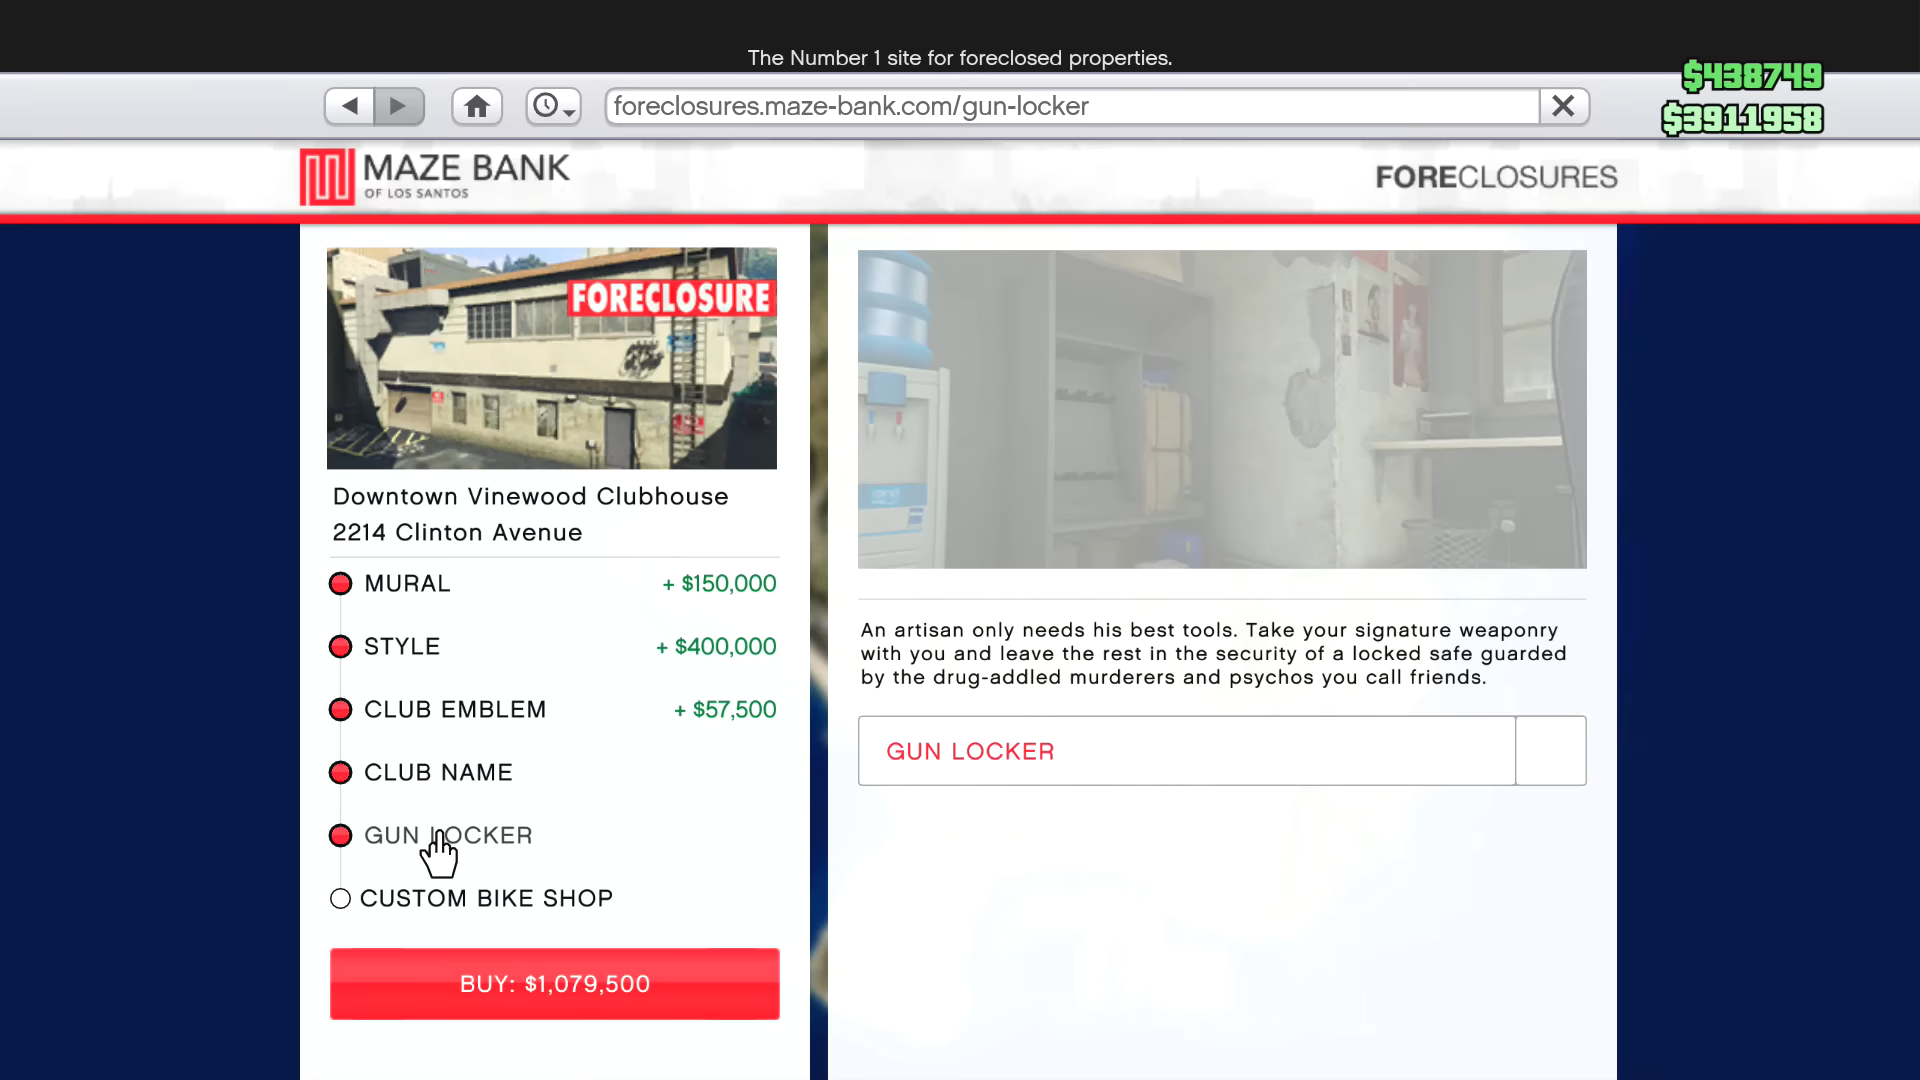 The Number 1 site for foreclosed properties.
$438749
foreclosures.maze-bank.com/gun-locker
$3911958
MAZE BANK
OF LOS SANTOS
FORECLOSURES
FORECLOSURE
Downtown Vinewood Clubhouse
2214 Clinton Avenue
MURAL + $150,000
STYLE + $400,000
CLUB EMBLEM + $57,500
CLUB NAME
GUN LOCKER
CUSTOM BIKE SHOP
BUY: $1,079,500
An artisan only needs his best tools. Take your signature weaponry
with you and leave the rest in the security of a locked safe guarded
by the drug-addled murderers and psychos you call friends.
GUN LOCKER